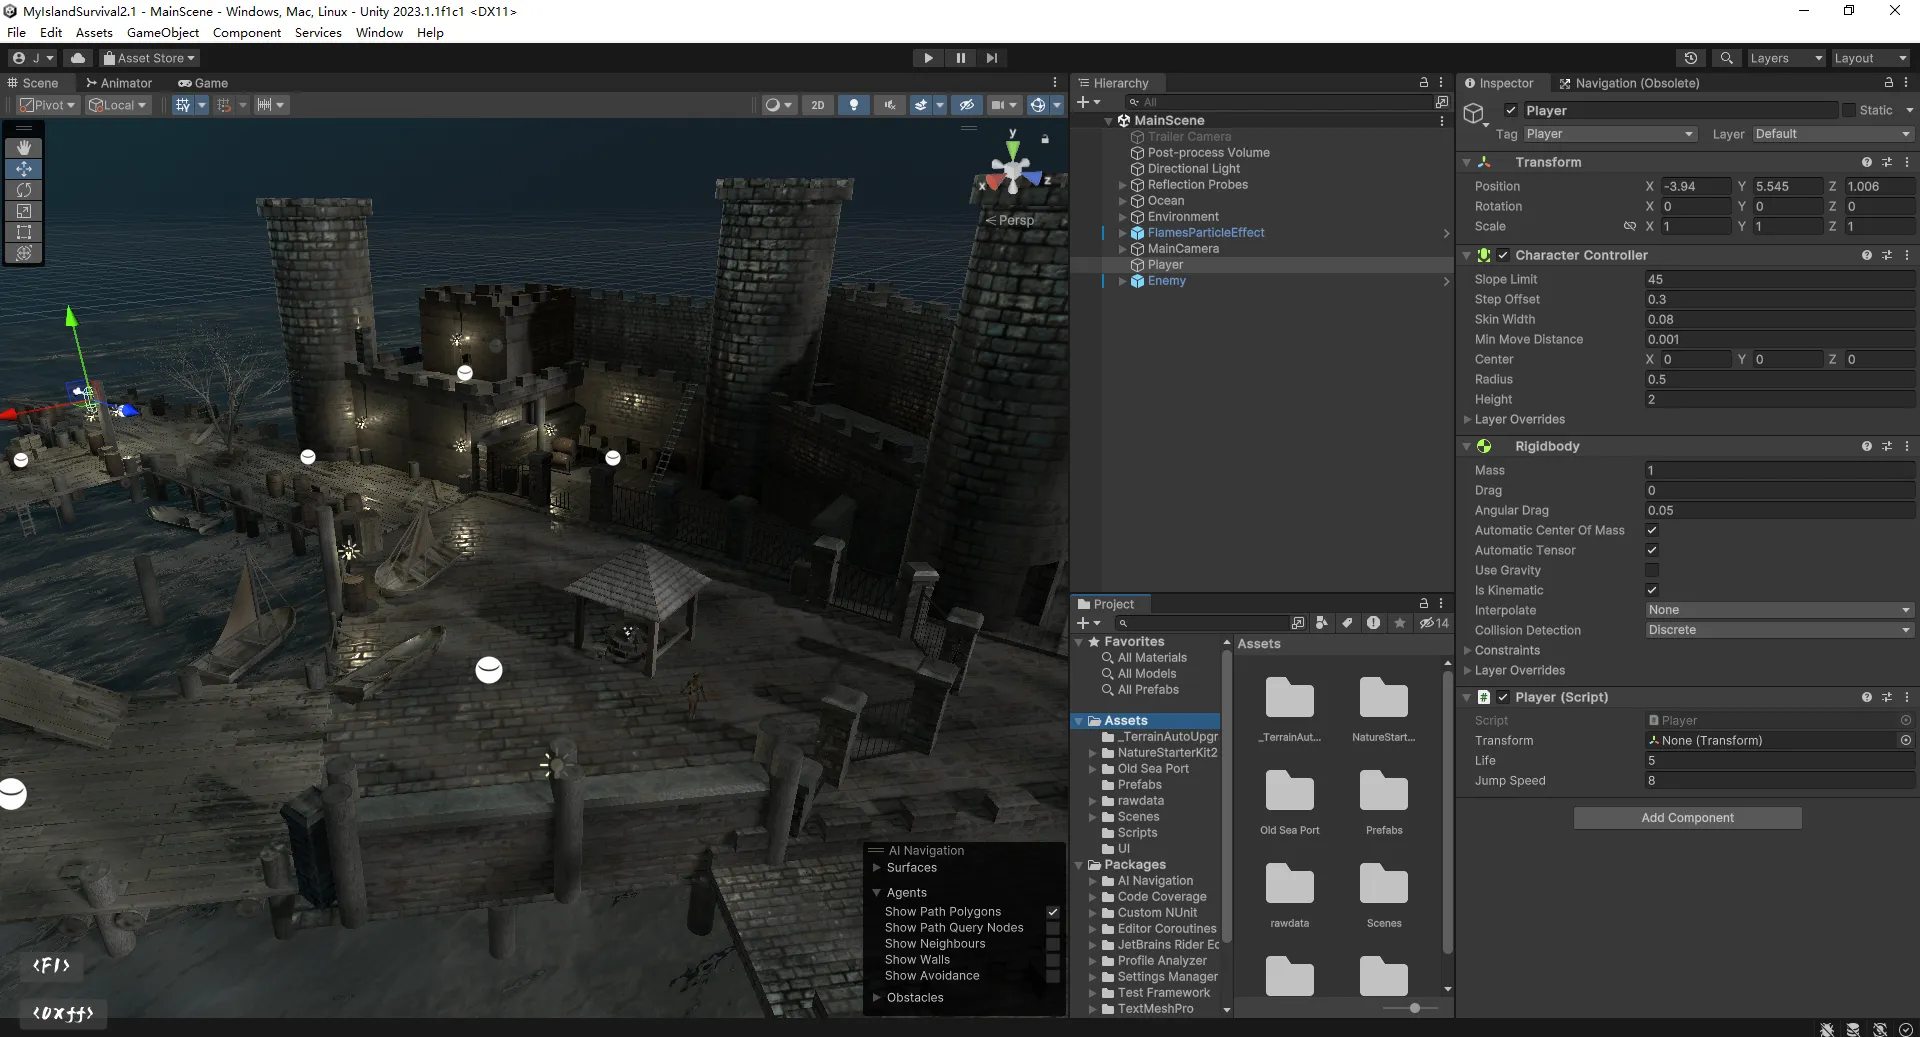 MyIslandSurvival2.1 - MainScene - Windows, Mac, Linux - Unity 2023.1.1f1c1 <DX11>
File Edit Assets GameObject Component Services Window Help
J Asset Store Layers Layout
Scene Animator Game
Pivot Local 2D
y
x z
Persp
AI Navigation
Surfaces
Agents
Show Path Polygons
Show Path Query Nodes
Show Neighbours
Show Walls
Show Avoidance
Obstacles
<F1>
<0xff>
Hierarchy
All
MainScene
Trailer Camera
Post-process Volume
Directional Light
Reflection Probes
Ocean
Environment
FlamesParticleEffect
MainCamera
Player
Enemy
Project
14
Favorites
All Materials
All Models
All Prefabs
Assets
_TerrainAutoUpgr
NatureStarterKit2
Old Sea Port
Prefabs
rawdata
Scenes
Scripts
UI
Packages
AI Navigation
Code Coverage
Custom NUnit
Editor Coroutines
JetBrains Rider Ec
Profile Analyzer
Settings Manager
Test Framework
TextMeshPro
Assets
_TerrainAut... NatureStart...
Old Sea Port Prefabs
rawdata Scenes
Inspector Navigation (Obsolete)
Player Static
Tag Player Layer Default
Transform
Position X -3.94 Y 5.545 Z 1.006
Rotation X 0 Y 0 Z 0
Scale X 1 Y 1 Z 1
Character Controller
Slope Limit 45
Step Offset 0.3
Skin Width 0.08
Min Move Distance 0.001
Center X 0 Y 0 Z 0
Radius 0.5
Height 2
Layer Overrides
Rigidbody
Mass 1
Drag 0
Angular Drag 0.05
Automatic Center Of Mass
Automatic Tensor
Use Gravity
Is Kinematic
Interpolate None
Collision Detection Discrete
Constraints
Layer Overrides
# Player (Script)
Script Player
Transform None (Transform)
Life 5
Jump Speed 8
Add Component